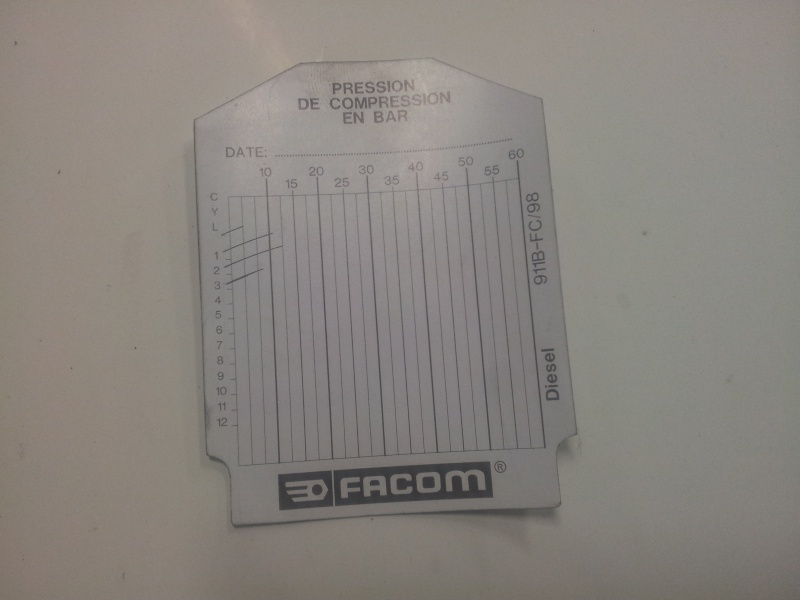 PRESSION
DE COMPRESSION
EN BAR
DATE:
10 20 30 40 50 60
15 25 35 45 55
C
Y
L
1
2
3
4
5
6
7
8
9
10
11
12
911B-FC/98
Diesel
FACOM®